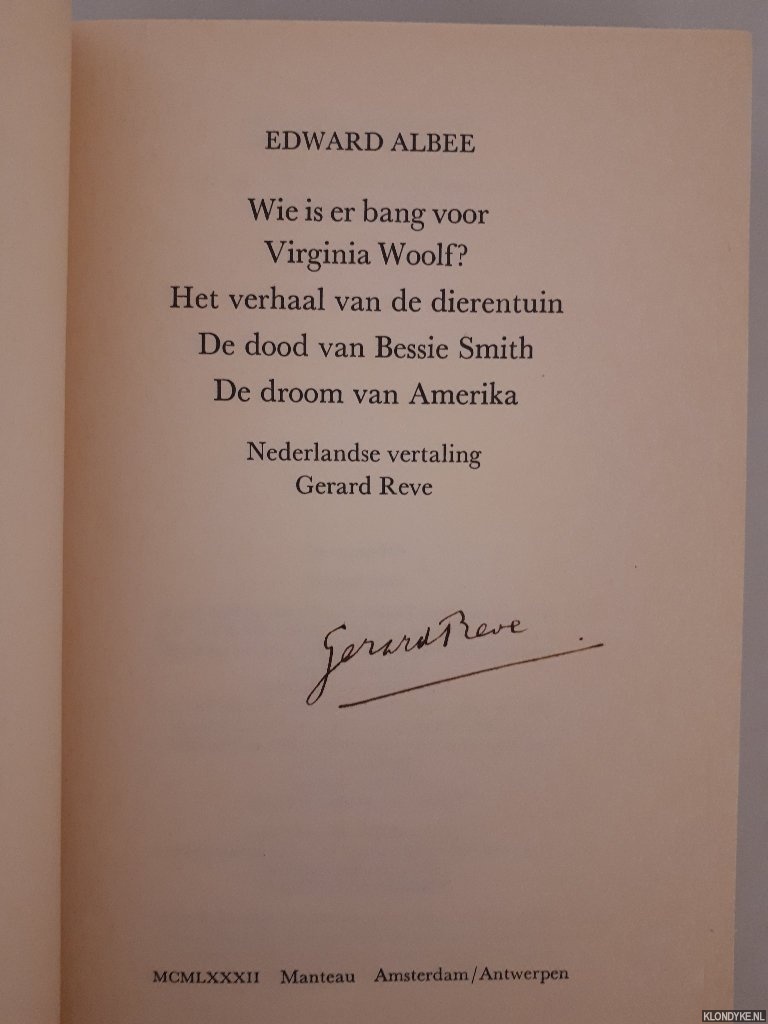 EDWARD ALBEE
Wie is er bang voor
Virginia Woolf?
Het verhaal van de dierentuin
De dood van Bessie Smith
De droom van Amerika
Nederlandse vertaling
Gerard Reve
Gerard Reve
MCMLXXXII Manteau Amsterdam/Antwerpen
KLONDYKE.NL